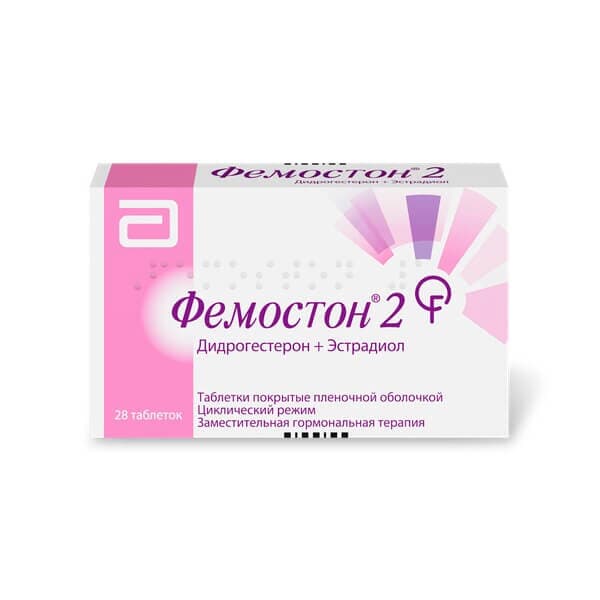 Фемостон® 2
Дидрогестерон + Эстрадиол
Фемостон® 2
Дидрогестерон + Эстрадиол
Таблетки покрытые пленочной оболочкой
Циклический режим
Заместительная гормональная терапия
28 таблеток